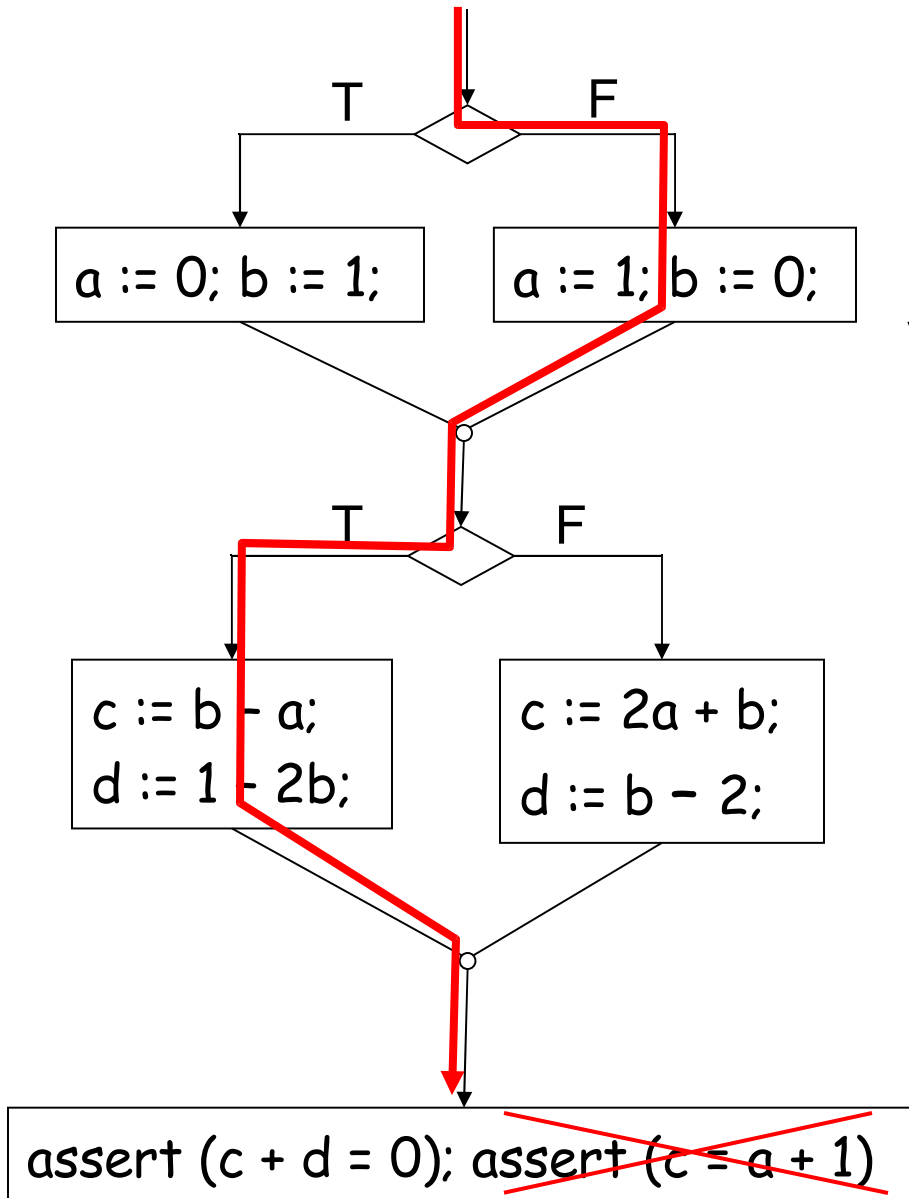 T F
a := 0; b := 1; a := 1; b := 0;
T F
c := b – a; c := 2a + b;
d := 1 – 2b; d := b – 2;
assert (c + d = 0); assert (c = a + 1)